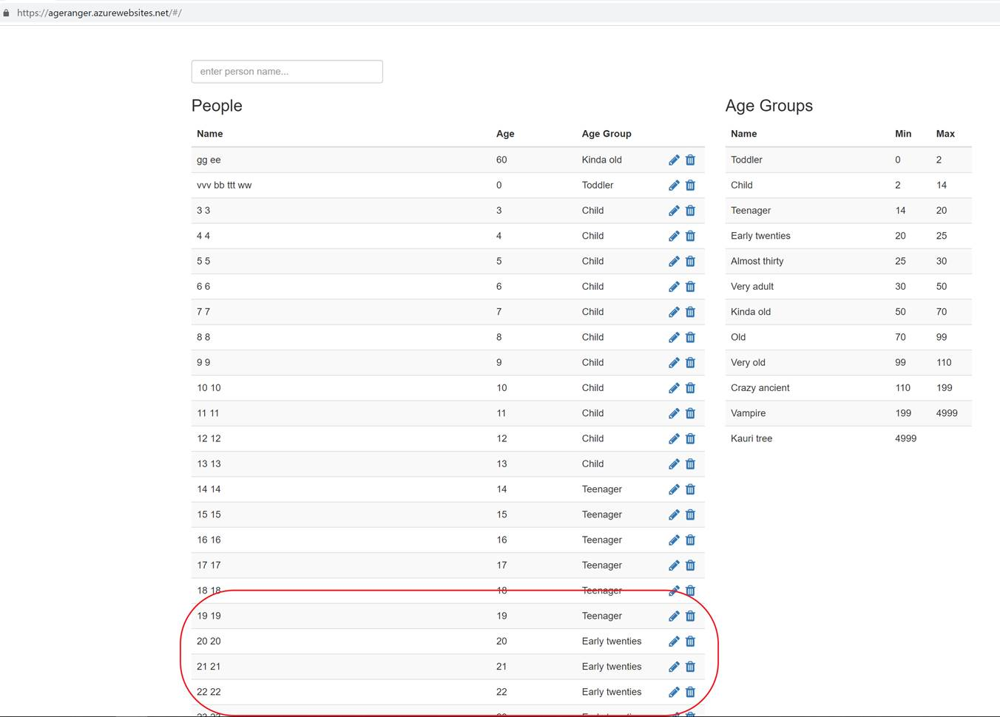 https://ageranger.azurewebsites.net/#/
enter person name...
People
Name Age Age Group
gg ee 60 Kinda old
vvv bb ttt ww 0 Toddler
3 3 3 Child
4 4 4 Child
5 5 5 Child
6 6 6 Child
7 7 7 Child
8 8 8 Child
9 9 9 Child
10 10 10 Child
11 11 11 Child
12 12 12 Child
13 13 13 Child
14 14 14 Teenager
15 15 15 Teenager
16 16 16 Teenager
17 17 17 Teenager
18 18 18 Teenager
19 19 19 Teenager
20 20 20 Early twenties
21 21 21 Early twenties
22 22 22 Early twenties
Age Groups
Name Min Max
Toddler 0 2
Child 2 14
Teenager 14 20
Early twenties 20 25
Almost thirty 25 30
Very adult 30 50
Kinda old 50 70
Old 70 99
Very old 99 110
Crazy ancient 110 199
Vampire 199 4999
Kauri tree 4999